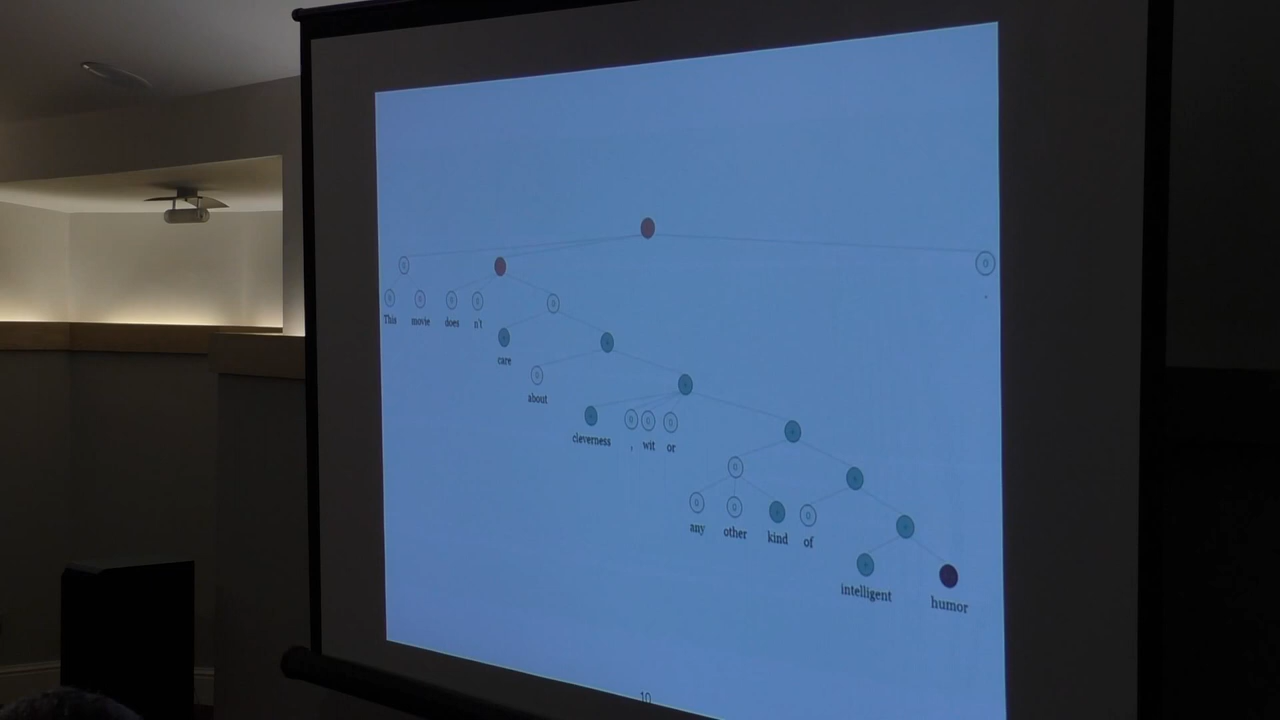 This movie does n't
care
about
cleverness , wit or
any other kind of
intelligent humor
.
10